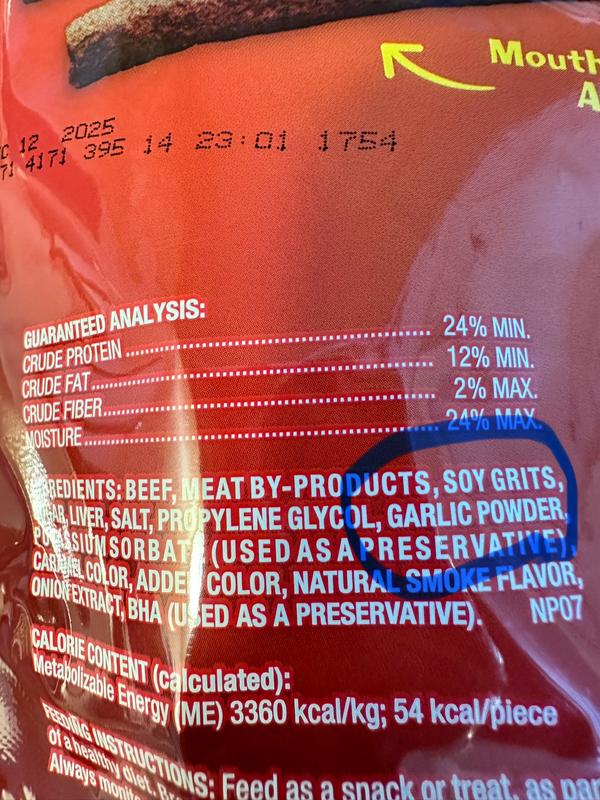 Mouth
A
12 2025
71 4171 395 14 23:01 1754
GUARANTEED ANALYSIS:
CRUDE PROTEIN ........ 24% MIN.
CRUDE FAT ........ 12% MIN.
CRUDE FIBER ........ 2% MAX.
MOISTURE ........ 24% MAX.
INGREDIENTS: BEEF, MEAT BY-PRODUCTS, SOY GRITS,
SUGAR, LIVER, SALT, PROPYLENE GLYCOL, GARLIC POWDER,
POTASSIUM SORBATE (USED AS A PRESERVATIVE),
CARAMEL COLOR, ADDED COLOR, NATURAL SMOKE FLAVOR,
ONION EXTRACT, BHA (USED AS A PRESERVATIVE). NP07
CALORIE CONTENT (calculated):
Metabolizable Energy (ME) 3360 kcal/kg; 54 kcal/piece
FEEDING INSTRUCTIONS: Feed as a snack or treat, as par
of a healthy diet.
Always